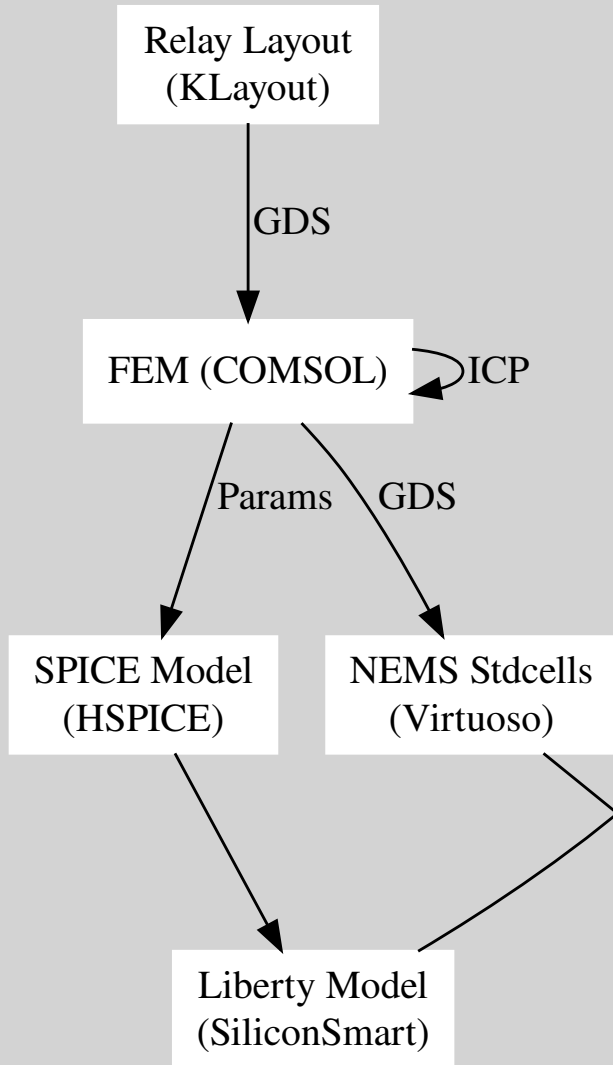 Relay Layout
(KLayout)
GDS
FEM (COMSOL)
ICP
Params
GDS
SPICE Model
(HSPICE)
NEMS Stdcells
(Virtuoso)
Liberty Model
(SiliconSmart)